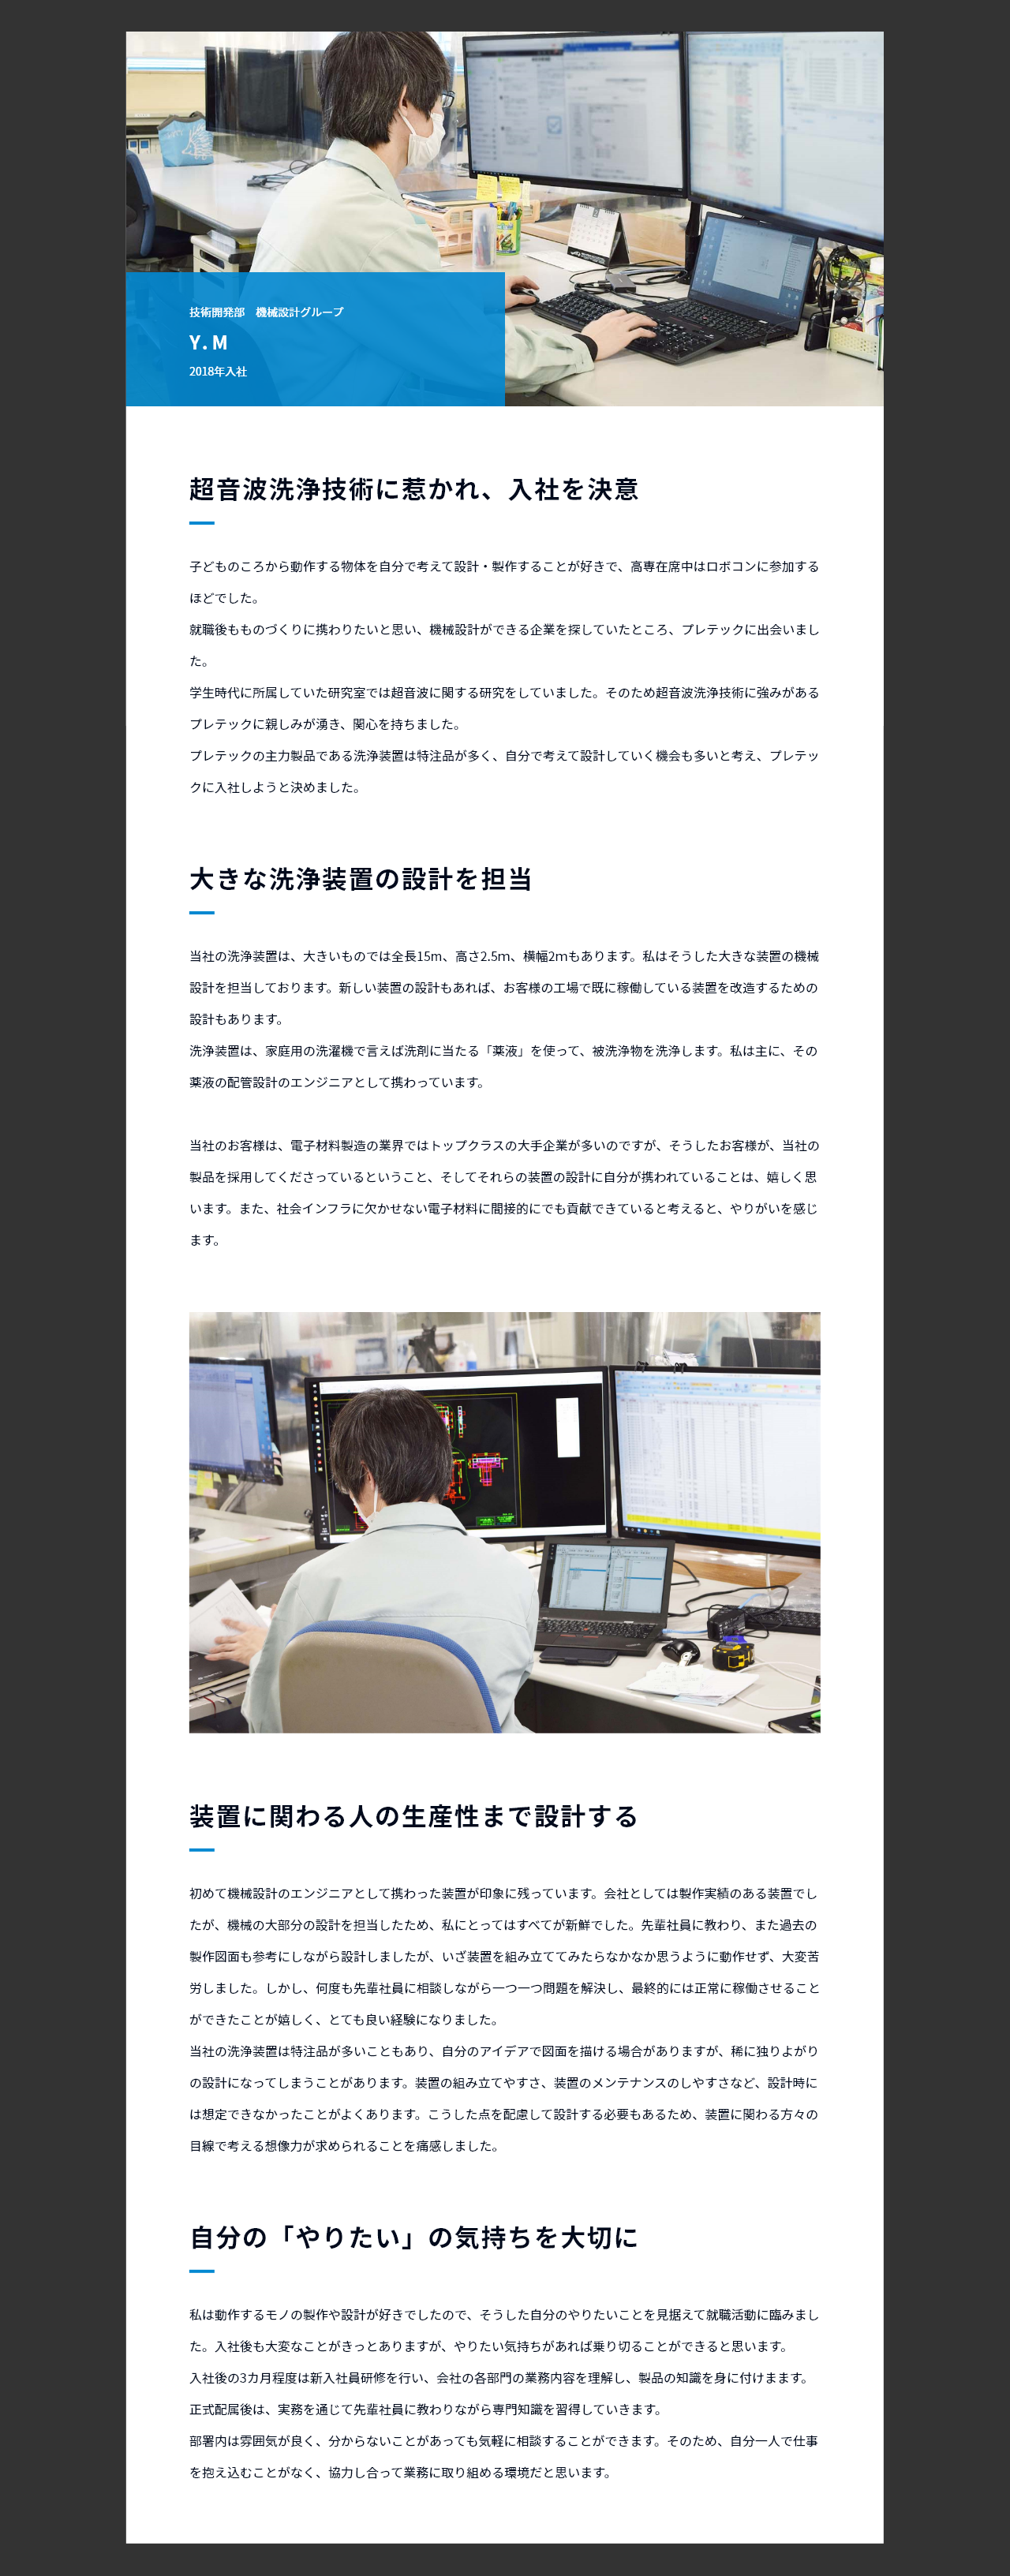 技術開発部　機械設計グループ
Y.M
2018年入社
超音波洗浄技術に惹かれ、入社を決意
子どものころから動作する物体を自分で考えて設計・製作することが好きで、高専在席中はロボコンに参加する
ほどでした。
就職後もものづくりに携わりたいと思い、機械設計ができる企業を探していたところ、プレテックに出会いまし
た。
学生時代に所属していた研究室では超音波に関する研究をしていました。そのため超音波洗浄技術に強みがある
プレテックに親しみが湧き、関心を持ちました。
プレテックの主力製品である洗浄装置は特注品が多く、自分で考えて設計していく機会も多いと考え、プレテッ
クに入社しようと決めました。
大きな洗浄装置の設計を担当
当社の洗浄装置は、大きいものでは全長15m、高さ2.5m、横幅2mもあります。私はそうした大きな装置の機械
設計を担当しております。新しい装置の設計もあれば、お客様の工場で既に稼働している装置を改造するための
設計もあります。
洗浄装置は、家庭用の洗濯機で言えば洗剤に当たる「薬液」を使って、被洗浄物を洗浄します。私は主に、その
薬液の配管設計のエンジニアとして携わっています。
当社のお客様は、電子材料製造の業界ではトップクラスの大手企業が多いのですが、そうしたお客様が、当社の
製品を採用してくださっているということ、そしてそれらの装置の設計に自分が携われていることは、嬉しく思
います。また、社会インフラに欠かせない電子材料に間接的にでも貢献できていると考えると、やりがいを感じ
ます。
装置に関わる人の生産性まで設計する
初めて機械設計のエンジニアとして携わった装置が印象に残っています。会社としては製作実績のある装置でし
たが、機械の大部分の設計を担当したため、私にとってはすべてが新鮮でした。先輩社員に教わり、また過去の
製作図面も参考にしながら設計しましたが、いざ装置を組み立ててみたらなかなか思うように動作せず、大変苦
労しました。しかし、何度も先輩社員に相談しながら一つ一つ問題を解決し、最終的には正常に稼働させること
ができたことが嬉しく、とても良い経験になりました。
当社の洗浄装置は特注品が多いこともあり、自分のアイデアで図面を描ける場合がありますが、稀に独りよがり
の設計になってしまうことがあります。装置の組み立てやすさ、装置のメンテナンスのしやすさなど、設計時に
は想定できなかったことがよくあります。こうした点を配慮して設計する必要もあるため、装置に関わる方々の
目線で考える想像力が求められることを痛感しました。
自分の「やりたい」の気持ちを大切に
私は動作するモノの製作や設計が好きでしたので、そうした自分のやりたいことを見据えて就職活動に臨みまし
た。入社後も大変なことがきっとありますが、やりたい気持ちがあれば乗り切ることができると思います。
入社後の3カ月程度は新入社員研修を行い、会社の各部門の業務内容を理解し、製品の知識を身に付けまます。
正式配属後は、実務を通じて先輩社員に教わりながら専門知識を習得していきます。
部署内は雰囲気が良く、分からないことがあっても気軽に相談することができます。そのため、自分一人で仕事
を抱え込むことがなく、協力し合って業務に取り組める環境だと思います。